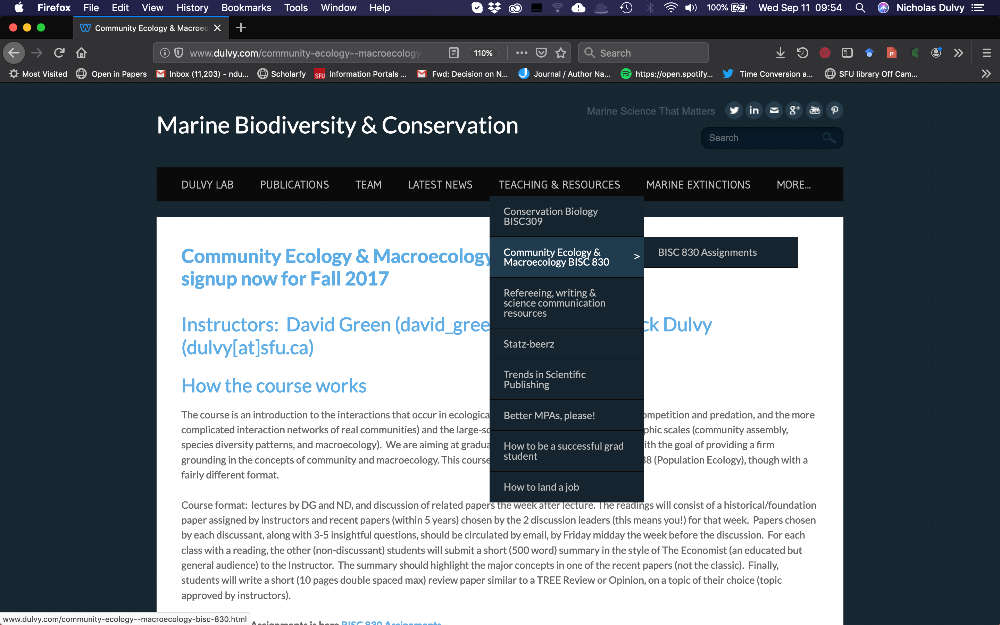 Firefox File Edit View History Bookmarks Tools Window Help 100% Wed Sep 11 09:54 Nicholas Dulvy
Community Ecology & Macroec
www.dulvy.com/community-ecology--macroecology- 110% Search
Most Visited Open in Papers Inbox (11,203) - ndu... Scholarfy SFU Information Portals ... Fwd: Decision on N... Journal / Author Na... https://open.spotify... Time Conversion a... SFU library Off Cam...
Marine Science That Matters
Marine Biodiversity & Conservation
Search
DULVY LAB PUBLICATIONS TEAM LATEST NEWS TEACHING & RESOURCES MARINE EXTINCTIONS MORE...
Conservation Biology
BISC309
Community Ecology &
Macroecology BISC 830 >
BISC 830 Assignments
Refereeing, writing &
science communication
resources
Statz-beerz
Trends in Scientific
Publishing
Better MPAs, please!
How to be a successful grad
student
How to land a job
Community Ecology & Macroecology
signup now for Fall 2017
Instructors: David Green (david_gree ck Dulvy
(dulvy[at]sfu.ca)
How the course works
The course is an introduction to the interactions that occur in ecologica ompetition and predation, and the more
complicated interaction networks of real communities) and the large-sc phic scales (community assembly,
species diversity patterns, and macroecology). We are aiming at gradua ith the goal of providing a firm
grounding in the concepts of community and macroecology. This course 38 (Population Ecology), though with a
fairly different format.
Course format: lectures by DG and ND, and discussion of related papers the week after lecture. The readings will consist of a historical/foundation
paper assigned by instructors and recent papers (within 5 years) chosen by the 2 discussion leaders (this means you!) for that week. Papers chosen
by each discussant, along with 3-5 insightful questions, should be circulated by email, by Friday midday the week before the discussion. For each
class with a reading, the other (non-discussant) students will submit a short (500 word) summary in the style of The Economist (an educated but
general audience) to the Instructor. The summary should highlight the major concepts in one of the recent papers (not the classic). Finally,
students will write a short (10 pages double spaced max) review paper similar to a TREE Review or Opinion, on a topic of their choice (topic
approved by instructors).
Assignments is here BISC 830 Assignments
www.dulvy.com/community-ecology--macroecology-bisc-830.html